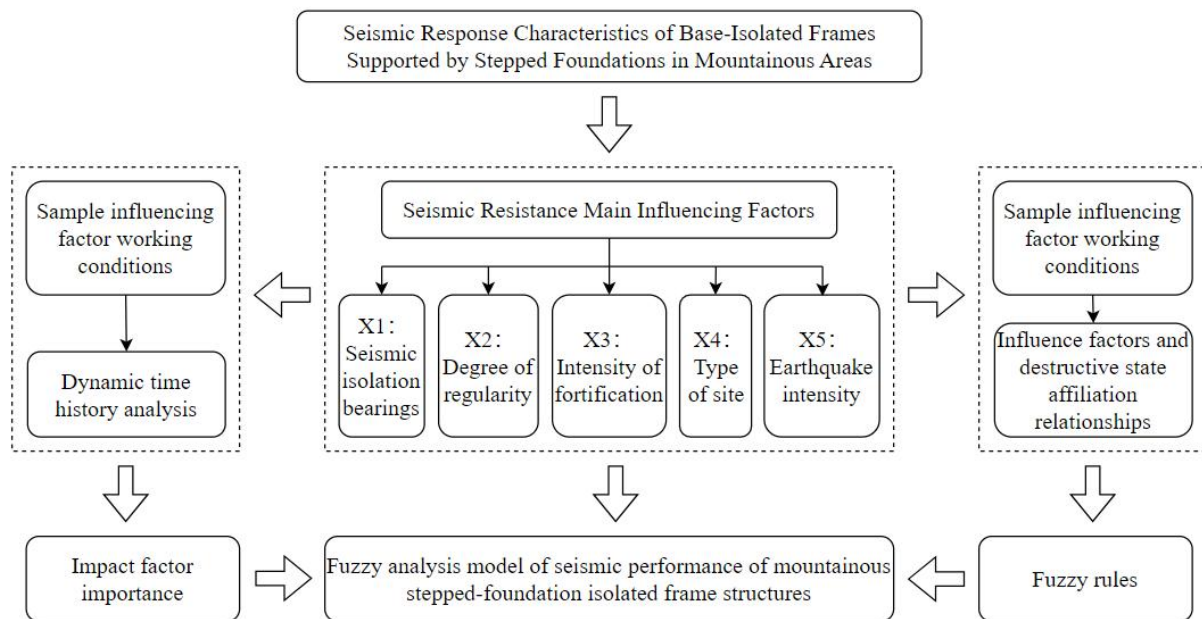 Seismic Response Characteristics of Base-Isolated Frames
Supported by Stepped Foundations in Mountainous Areas
Sample influencing
factor working
conditions
Dynamic time
history analysis
Seismic Resistance Main Influencing Factors
X1:
Seismic
isolation
bearings
X2:
Degree of
regularity
X3:
Intensity of
fortification
X4:
Type
of site
X5:
Earthquake
intensity
Sample influencing
factor working
conditions
Influence factors and
destructive state
affiliation
relationships
Impact factor
importance
Fuzzy analysis model of seismic performance of mountainous
stepped-foundation isolated frame structures
Fuzzy rules